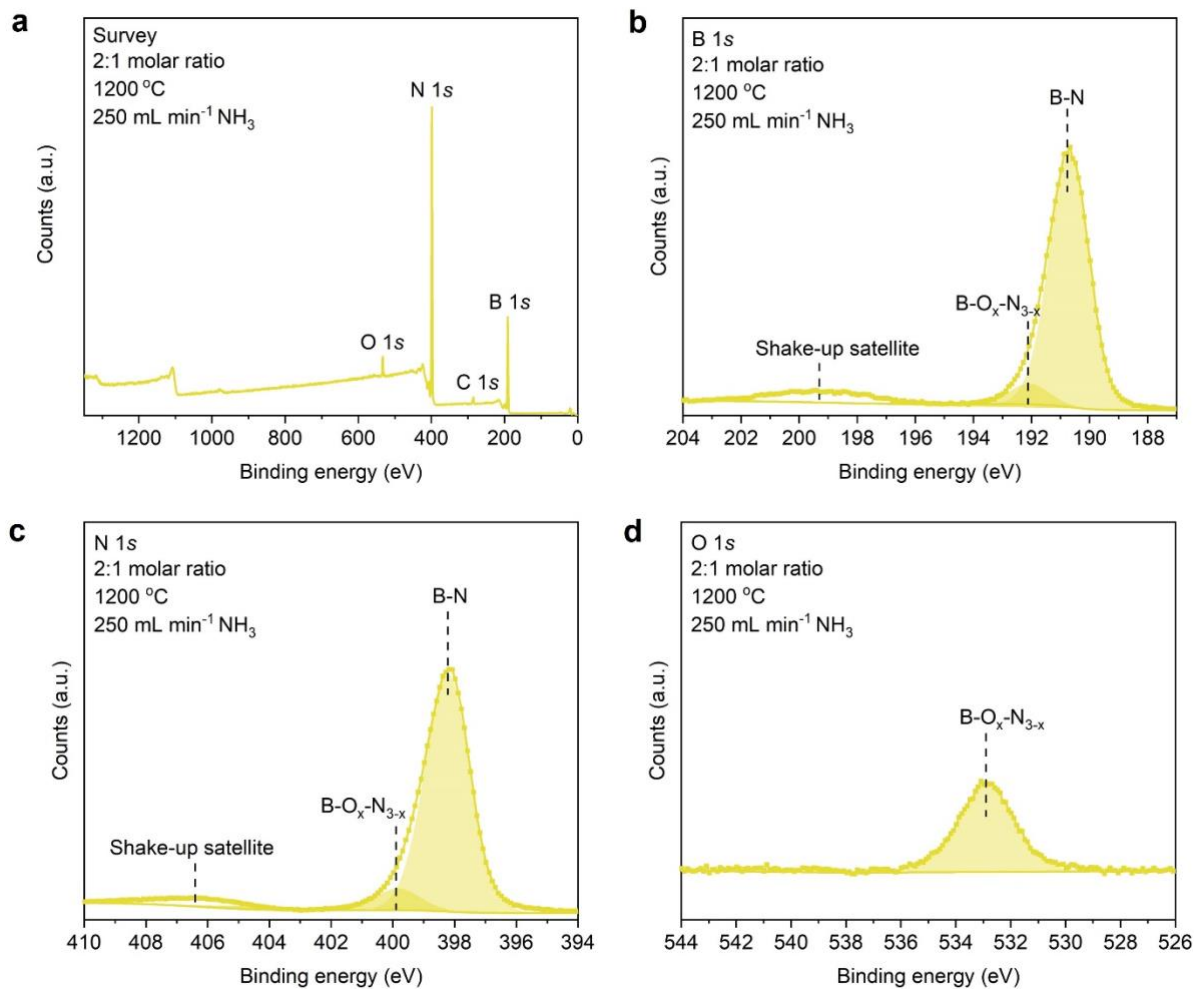 a
Survey
2:1 molar ratio
1200 °C
250 mL min⁻¹ NH₃
N 1s
B 1s
O 1s
C 1s
Counts (a.u.)
1200 1000 800 600 400 200 0
Binding energy (eV)
b
B 1s
2:1 molar ratio
1200 °C
250 mL min⁻¹ NH₃
B-N
B-Oₓ-N₃₋ₓ
Shake-up satellite
Counts (a.u.)
204 202 200 198 196 194 192 190 188
Binding energy (eV)
c
N 1s
2:1 molar ratio
1200 °C
250 mL min⁻¹ NH₃
B-N
B-Oₓ-N₃₋ₓ
Shake-up satellite
Counts (a.u.)
410 408 406 404 402 400 398 396 394
Binding energy (eV)
d
O 1s
2:1 molar ratio
1200 °C
250 mL min⁻¹ NH₃
B-Oₓ-N₃₋ₓ
Counts (a.u.)
544 542 540 538 536 534 532 530 528 526
Binding energy (eV)